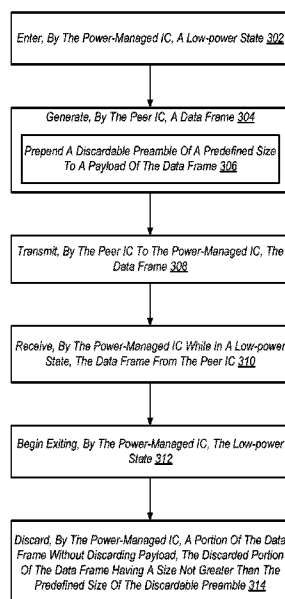 Enter, By The Power-Managed IC, A Low-power State 302
Generate, By The Peer IC, A Data Frame 304
Prepend A Discardable Preamble Of A Predefined Size
To A Payload Of The Data Frame 306
Transmit, By The Peer IC To The Power-Managed IC, The
Data Frame 308
Receive, By The Power-Managed IC While In A Low-power
State, The Data Frame From The Peer IC 310
Begin Exiting, By The Power-Managed IC, The Low-power
State 312
Discard, By The Power-Managed IC, A Portion Of The Data
Frame Without Discarding Payload, The Discarded Portion
Of The Data Frame Having A Size Not Greater Than The
Predefined Size Of The Discardable Preamble 314